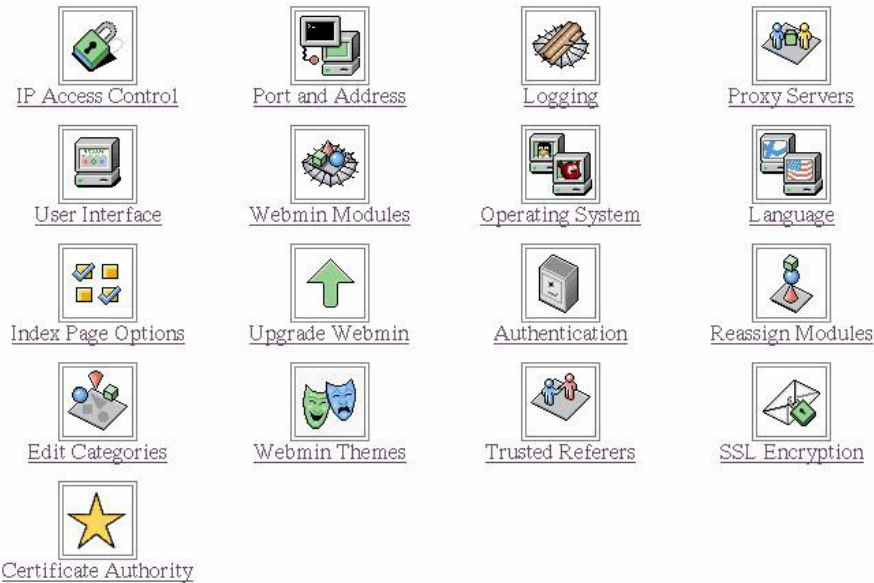 IP Access Control
Port and Address
Logging
Proxy Servers
User Interface
Webmin Modules
Operating System
Language
Index Page Options
Upgrade Webmin
Authentication
Reassign Modules
Edit Categories
Webmin Themes
Trusted Referers
SSL Encryption
Certificate Authority